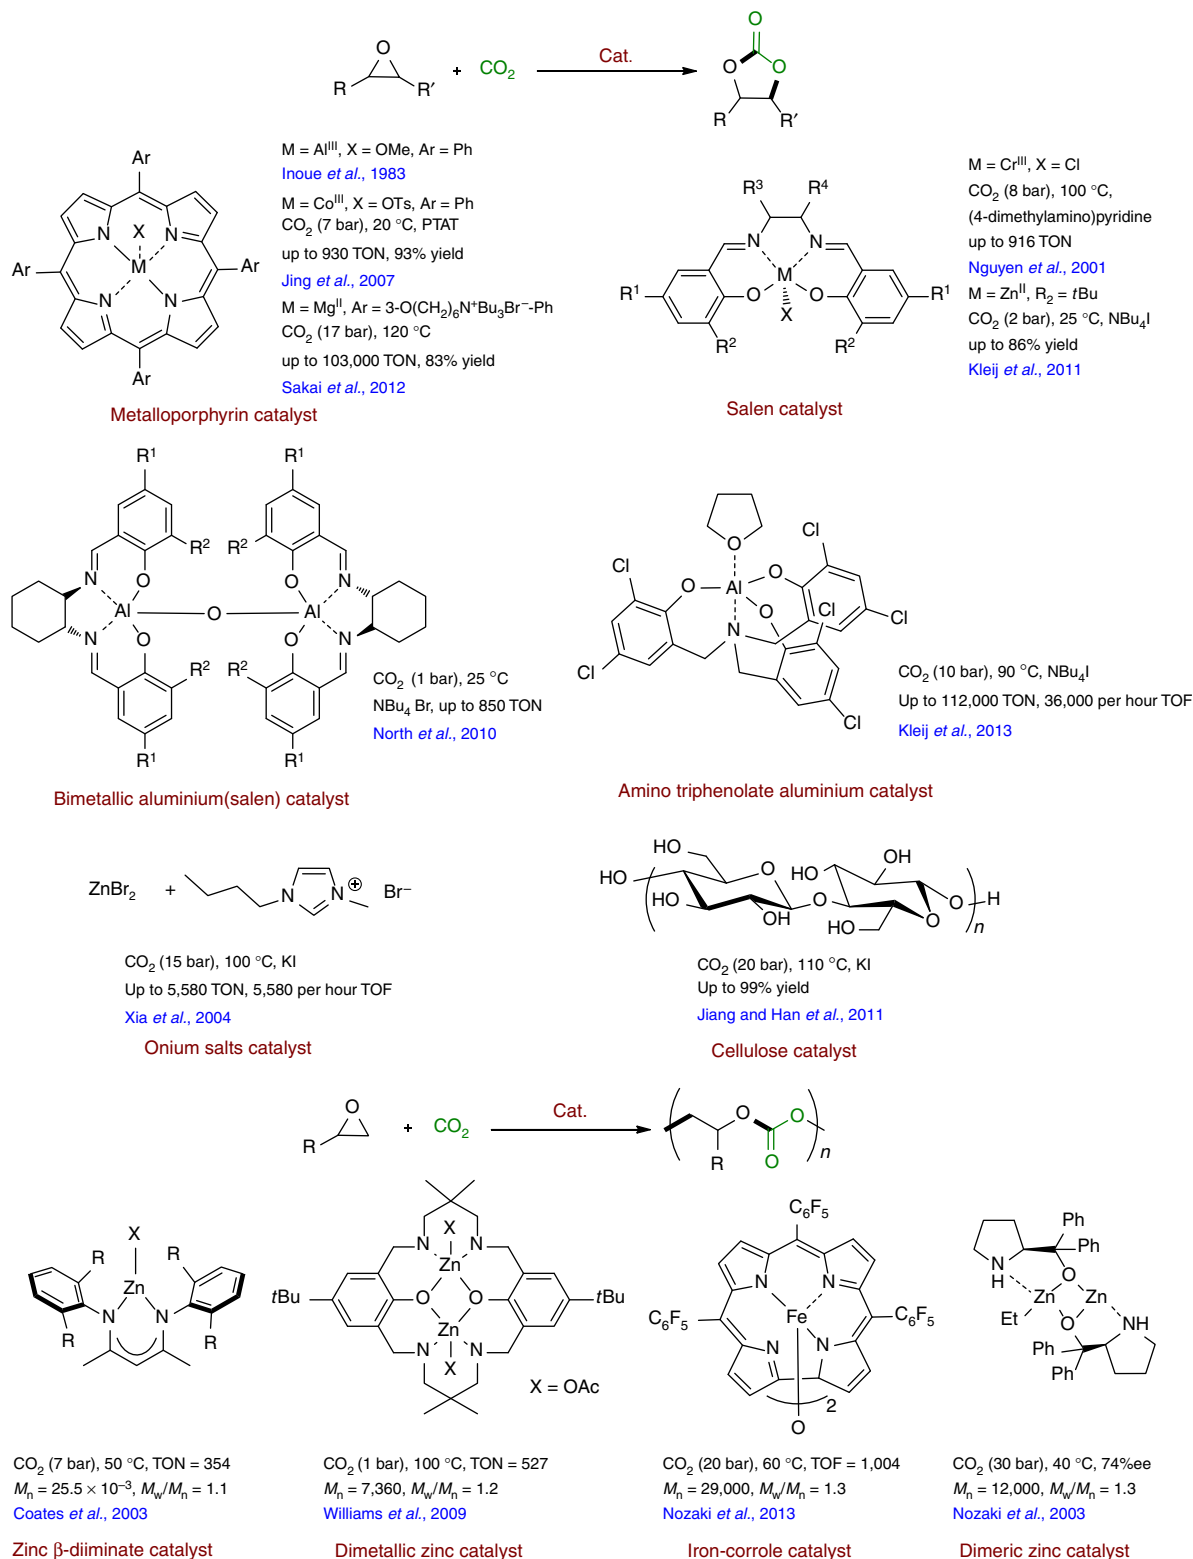 O
O
R
R′
+
CO2
Cat.
O
O
R
R′
Ar
Ar
Ar
Ar
X
N
N
M
N
N
M = AlIII, X = OMe, Ar = Ph
Inoue et al., 1983
M = CoIII, X = OTs, Ar = Ph
CO2 (7 bar), 20 °C, PTAT
up to 930 TON, 93% yield
Jing et al., 2007
M = MgII, Ar = 3-O(CH2)6N+Bu3Br−-Ph
CO2 (17 bar), 120 °C
up to 103,000 TON, 83% yield
Sakai et al., 2012
Metalloporphyrin catalyst
R3
R4
N
N
M
R1
O
O
R1
X
R2
R2
M = CrIII, X = Cl
CO2 (8 bar), 100 °C,
(4-dimethylamino)pyridine
up to 916 TON
Nguyen et al., 2001
M = ZnII, R2 = tBu
CO2 (2 bar), 25 °C, NBu4I
up to 86% yield
Kleij et al., 2011
Salen catalyst
R1
R1
R2
R2
N
O
O
N
Al
O
Al
N
O
O
N
R2
R2
R1
R1
CO2 (1 bar), 25 °C
NBu4 Br, up to 850 TON
North et al., 2010
Bimetallic aluminium(salen) catalyst
O
Cl
Cl
O
Al
O
O
Cl
Cl
N
Cl
Cl
CO2 (10 bar), 90 °C, NBu4I
Up to 112,000 TON, 36,000 per hour TOF
Kleij et al., 2013
Amino triphenolate aluminium catalyst
ZnBr2
+
N
N
+
Br−
CO2 (15 bar), 100 °C, KI
Up to 5,580 TON, 5,580 per hour TOF
Xia et al., 2004
Onium salts catalyst
HO
HO
O
HO
OH
O
HO
OH
HO
O
O
H
n
CO2 (20 bar), 110 °C, KI
Up to 99% yield
Jiang and Han et al., 2011
Cellulose catalyst
O
R
+
CO2
Cat.
O
O
R
O
n
X
R
R
Zn
N
N
R
R
CO2 (7 bar), 50 °C, TON = 354
Mn = 25.5 × 10−3, Mw/Mn = 1.1
Coates et al., 2003
Zinc β-diiminate catalyst
N
X
N
Zn
tBu
O
O
tBu
Zn
N
X
N
X = OAc
CO2 (1 bar), 100 °C, TON = 527
Mn = 7,360, Mw/Mn = 1.2
Williams et al., 2009
Dimetallic zinc catalyst
C6F5
N
N
C6F5
Fe
C6F5
N
N
2
O
CO2 (20 bar), 60 °C, TOF = 1,004
Mn = 29,000, Mw/Mn = 1.3
Nozaki et al., 2013
Iron-corrole catalyst
Ph
Ph
N
H
O
Zn
Zn
Et
O
NH
Ph
Ph
CO2 (30 bar), 40 °C, 74%ee
Mn = 12,000, Mw/Mn = 1.3
Nozaki et al., 2003
Dimeric zinc catalyst